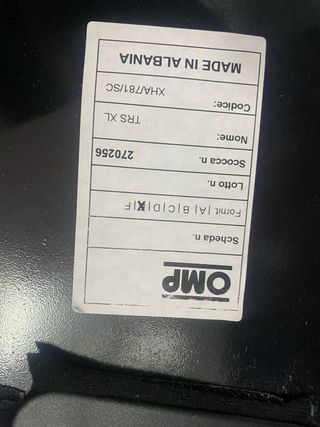 OMP
Scheda n.
Fornit. |A|B|C|D|X|F|
Lotto n.
Scocca n. 270256
Nome: TRS XL
Codice: XHA/781/SC
MADE IN ALBANIA